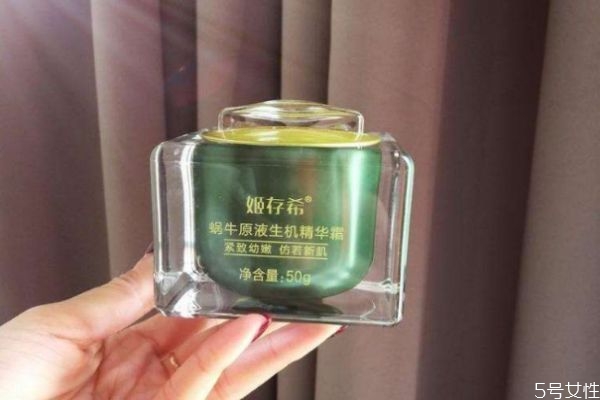 姬存希®
蜗牛原液生机精华霜
紧致幼嫩 仿若新肌
净含量:50g
5号女性